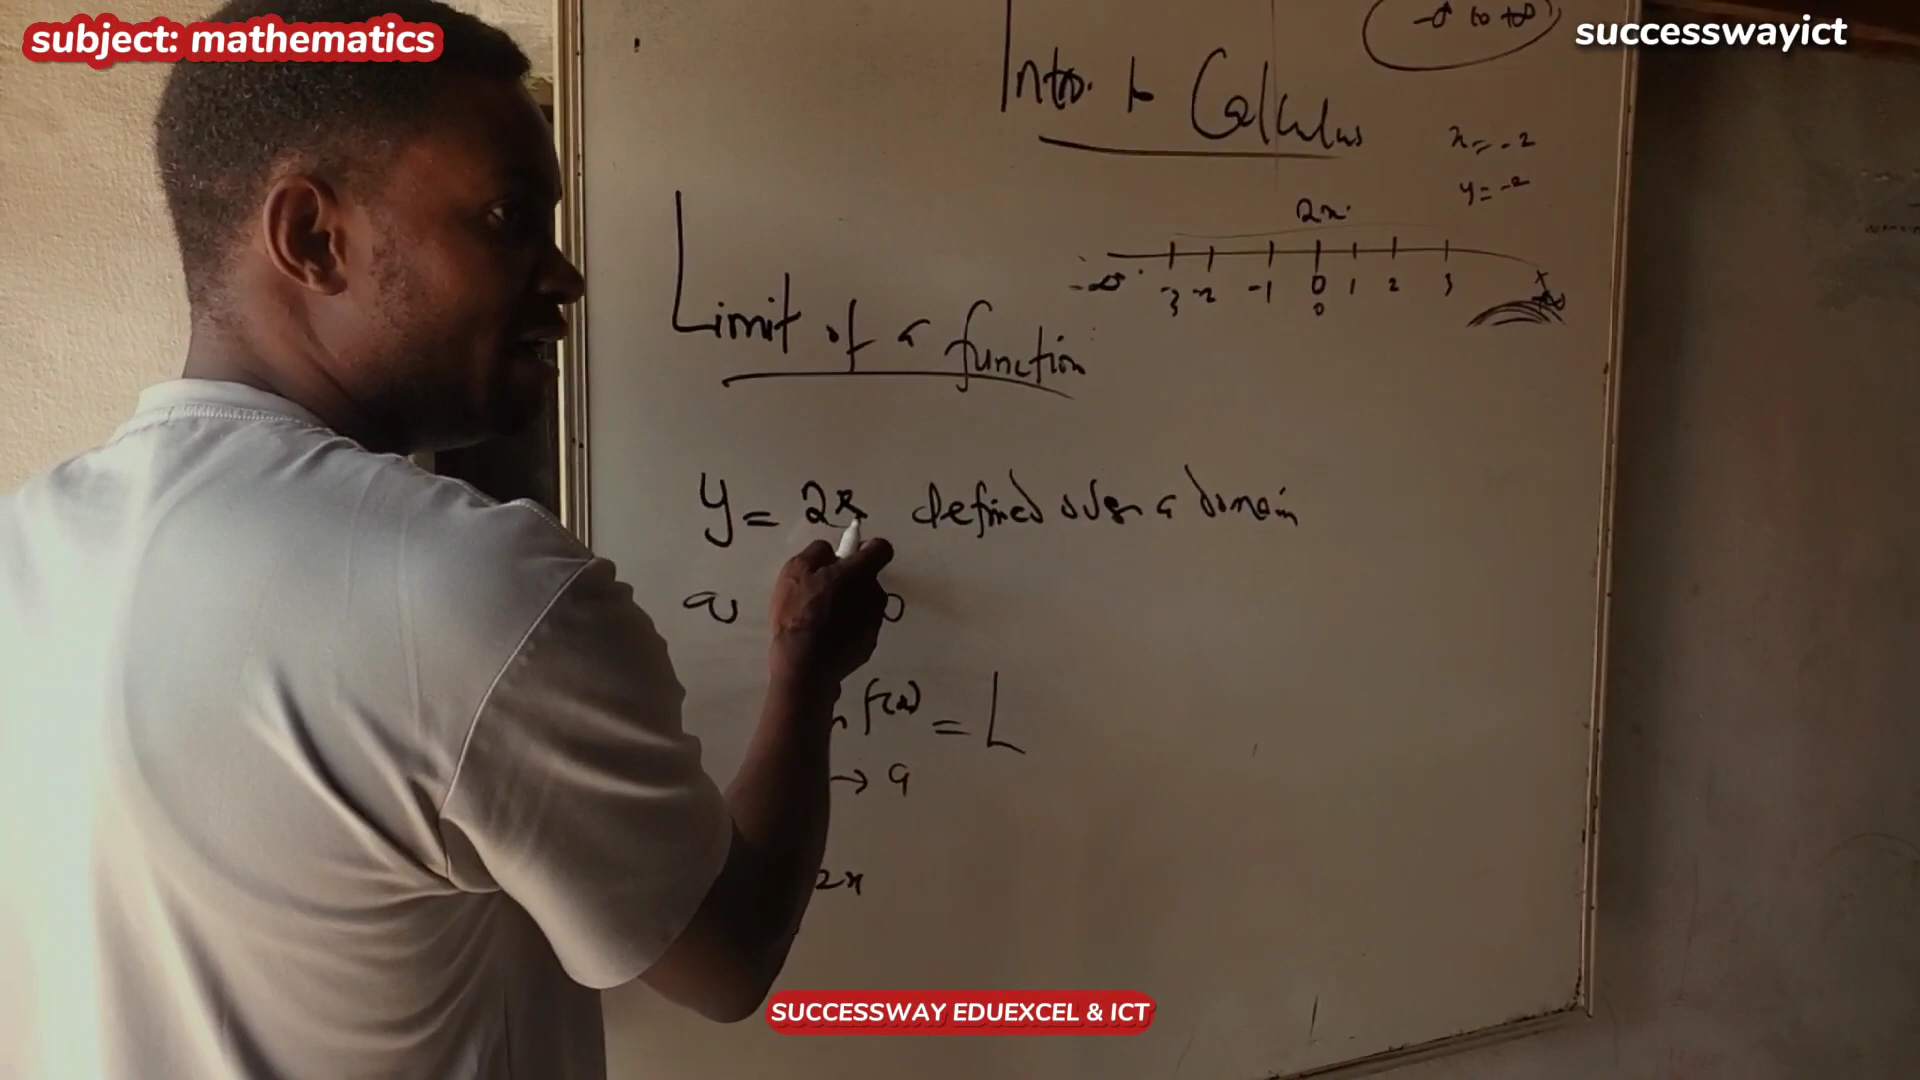 subject: mathematics
successwayict
-∞ to +∞
Intro. to Calculus
x = -2
y = -2
2x
-∞ -3 -2 -1 0 1 2 3 +∞
0
Limit of a function
y = 2x defined over a domain
f(x) = L
→ a
2x
SUCCESSWAY EDUEXCEL & ICT